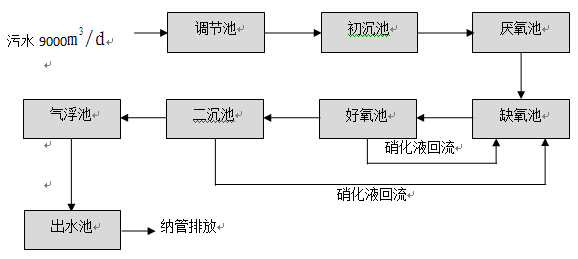 污水 9000m³/d
调节池
初沉池
厌氧池
气浮池
二沉池
好氧池
缺氧池
硝化液回流
硝化液回流
出水池
纳管排放